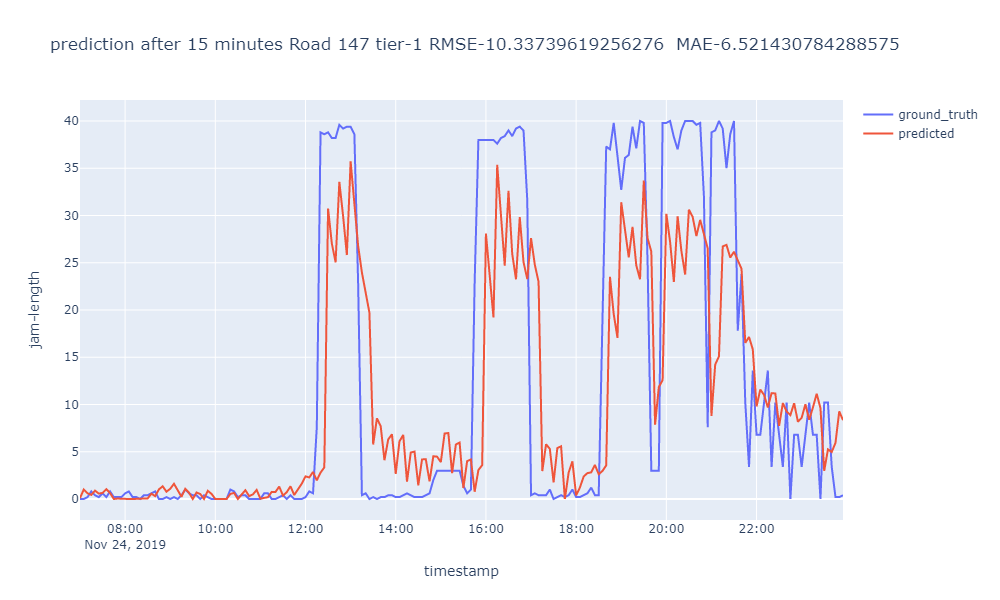 prediction after 15 minutes Road 147 tier-1 RMSE-10.33739619256276  MAE-6.521430784288575
ground_truth
predicted
jam-length
40
35
30
25
20
15
10
5
0
08:00 10:00 12:00 14:00 16:00 18:00 20:00 22:00
Nov 24, 2019
timestamp